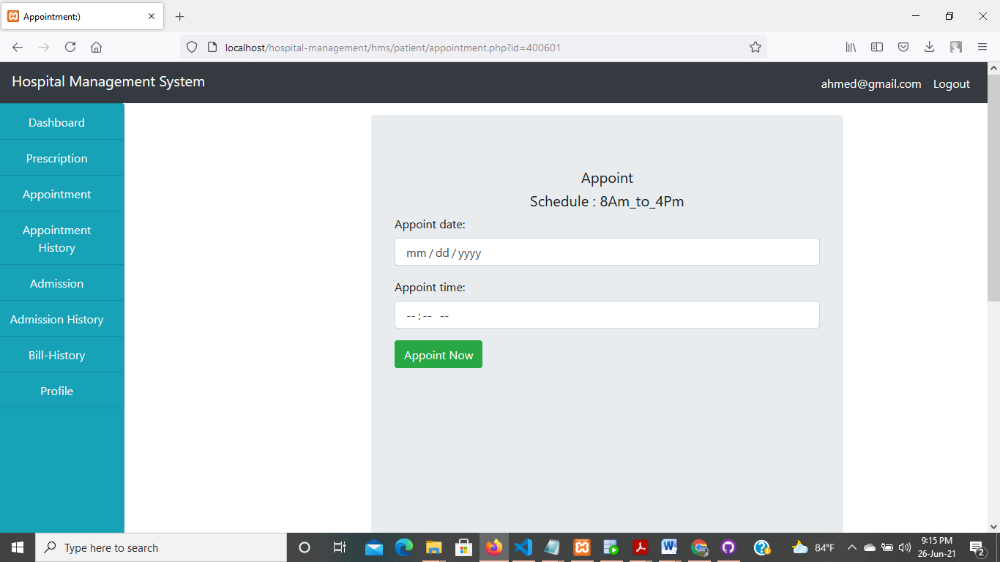 Appointment:)
localhost/hospital-management/hms/patient/appointment.php?id=400601
Hospital Management System
ahmed@gmail.com Logout
Dashboard
Prescription
Appointment
Appointment
History
Admission
Admission History
Bill-History
Profile
Appoint
Schedule : 8Am_to_4Pm
Appoint date:
mm / dd / yyyy
Appoint time:
--:-- --
Appoint Now
Type here to search
84°F
9:15 PM
26-Jun-21
2